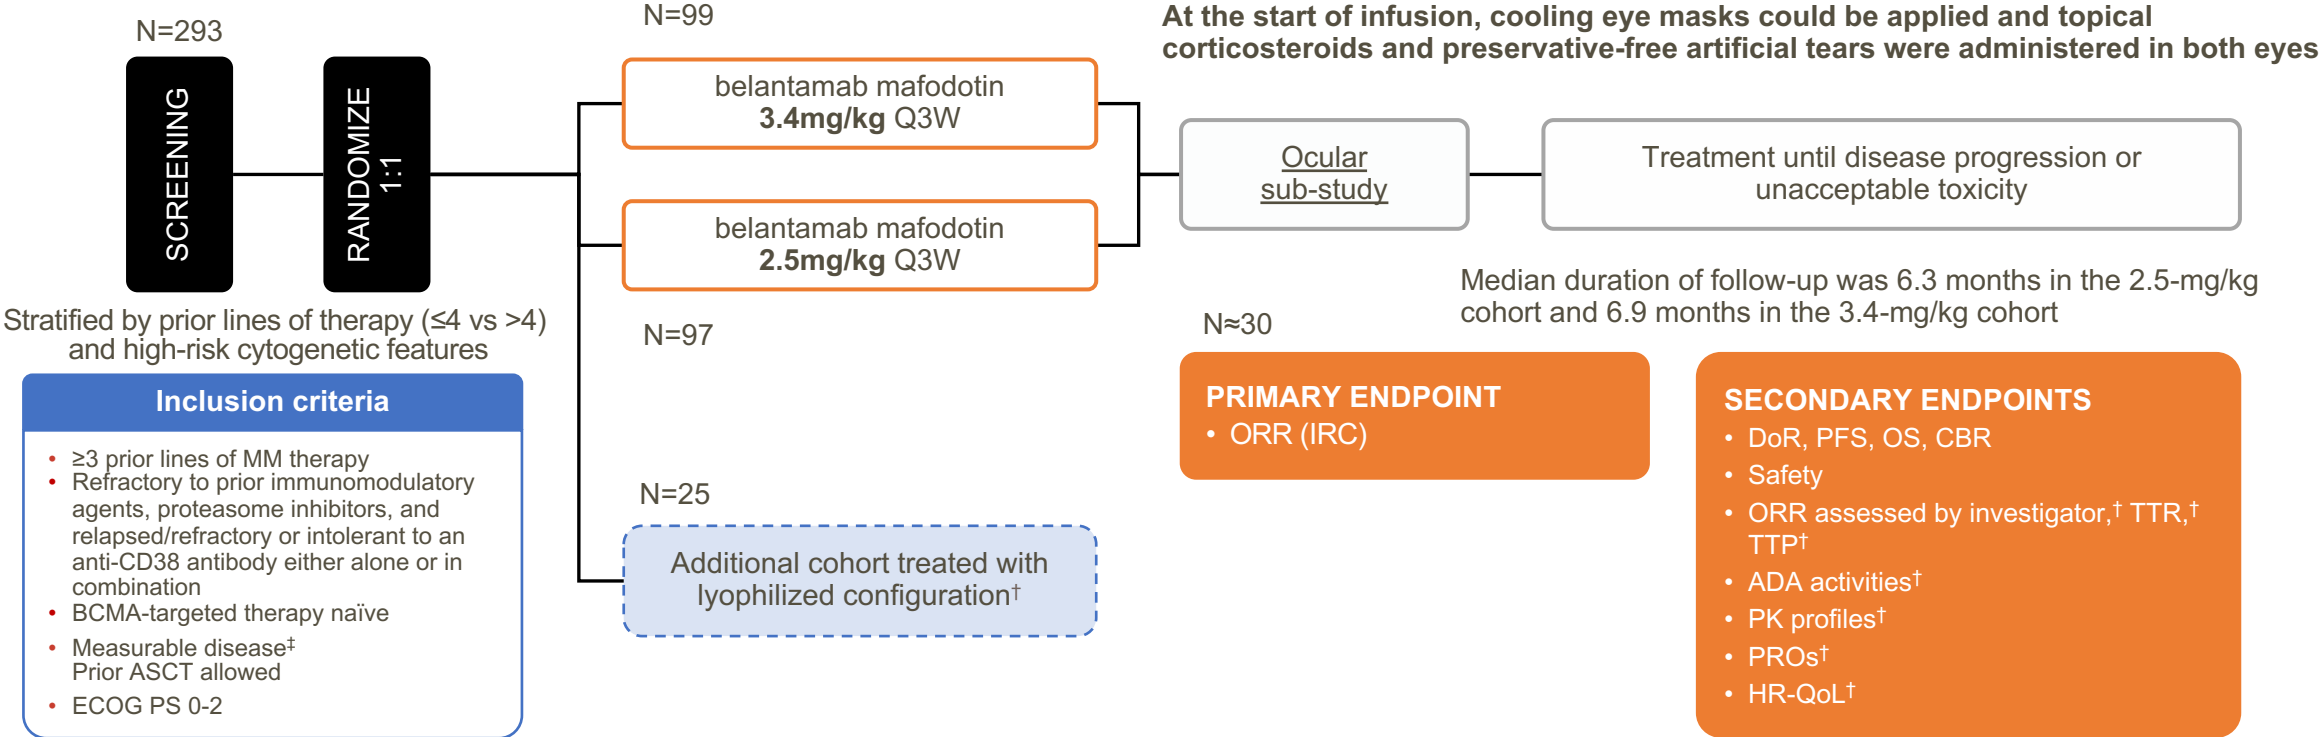 N=293
SCREENING
RANDOMIZE
1:1
Stratified by prior lines of therapy (≤4 vs >4)
and high-risk cytogenetic features
Inclusion criteria
• ≥3 prior lines of MM therapy
• Refractory to prior immunomodulatory
agents, proteasome inhibitors, and
relapsed/refractory or intolerant to an
anti-CD38 antibody either alone or in
combination
• BCMA-targeted therapy naïve
• Measurable disease‡
Prior ASCT allowed
• ECOG PS 0-2
N=99
belantamab mafodotin
3.4mg/kg Q3W
belantamab mafodotin
2.5mg/kg Q3W
N=97
N=25
Additional cohort treated with
lyophilized configuration†
At the start of infusion, cooling eye masks could be applied and topical
corticosteroids and preservative-free artificial tears were administered in both eyes
Ocular
sub-study
Treatment until disease progression or
unacceptable toxicity
Median duration of follow-up was 6.3 months in the 2.5-mg/kg
cohort and 6.9 months in the 3.4-mg/kg cohort
N≈30
PRIMARY ENDPOINT
• ORR (IRC)
SECONDARY ENDPOINTS
• DoR, PFS, OS, CBR
• Safety
• ORR assessed by investigator,† TTR,†
TTP†
• ADA activities†
• PK profiles†
• PROs†
• HR-QoL†